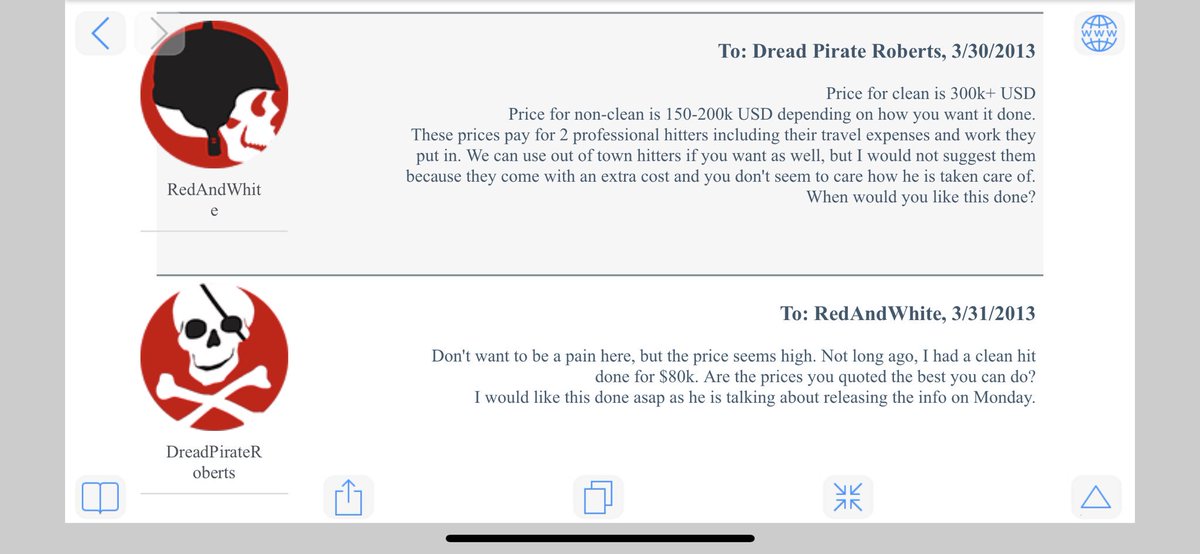 www
To: Dread Pirate Roberts, 3/30/2013
Price for clean is 300k+ USD
Price for non-clean is 150-200k USD depending on how you want it done.
These prices pay for 2 professional hitters including their travel expenses and work they
put in. We can use out of town hitters if you want as well, but I would not suggest them
because they come with an extra cost and you don't seem to care how he is taken care of.
When would you like this done?
RedAndWhit
e
To: RedAndWhite, 3/31/2013
Don't want to be a pain here, but the price seems high. Not long ago, I had a clean hit
done for $80k. Are the prices you quoted the best you can do?
I would like this done asap as he is talking about releasing the info on Monday.
DreadPirateR
oberts